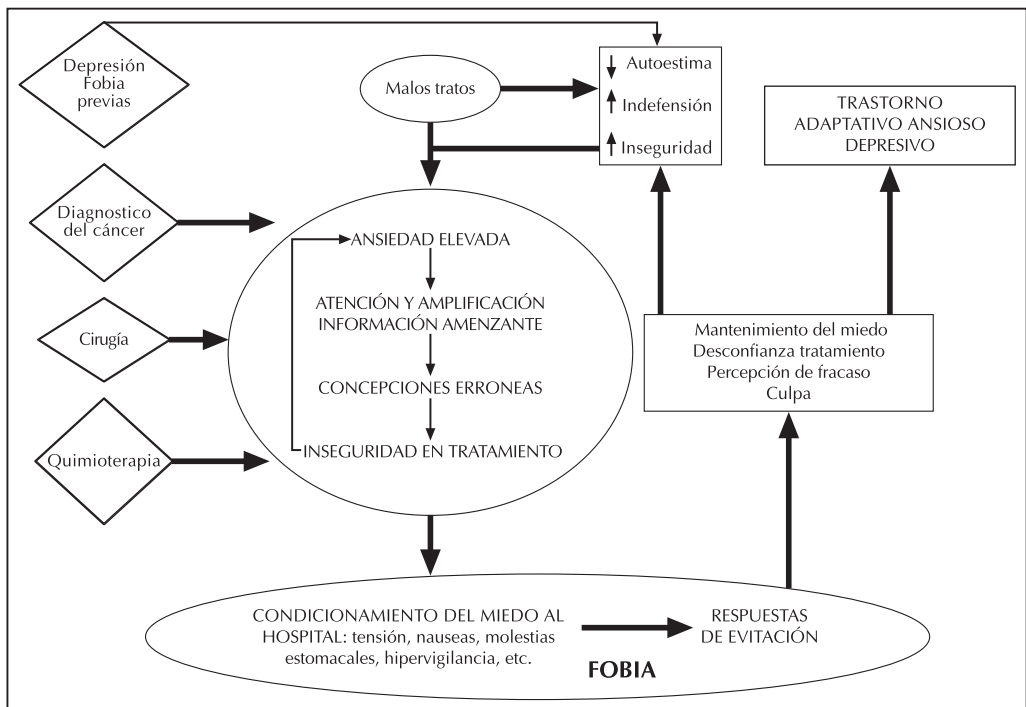 Depresión
Fobia
previas
Malos tratos
Autoestima
Indefensión
Inseguridad
TRASTORNO
ADAPTATIVO ANSIOSO
DEPRESIVO
Diagnostico
del cáncer
ANSIEDAD ELEVADA
ATENCIÓN Y AMPLIFICACIÓN
INFORMACIÓN AMENZANTE
Cirugía
CONCEPCIONES ERRONEAS
Mantenimiento del miedo
Desconfianza tratamiento
Percepción de fracaso
Culpa
Quimioterapia
INSEGURIDAD EN TRATAMIENTO
CONDICIONAMIENTO DEL MIEDO AL
HOSPITAL: tensión, nauseas, molestias
estomacales, hipervigilancia, etc.
RESPUESTAS
DE EVITACIÓN
FOBIA